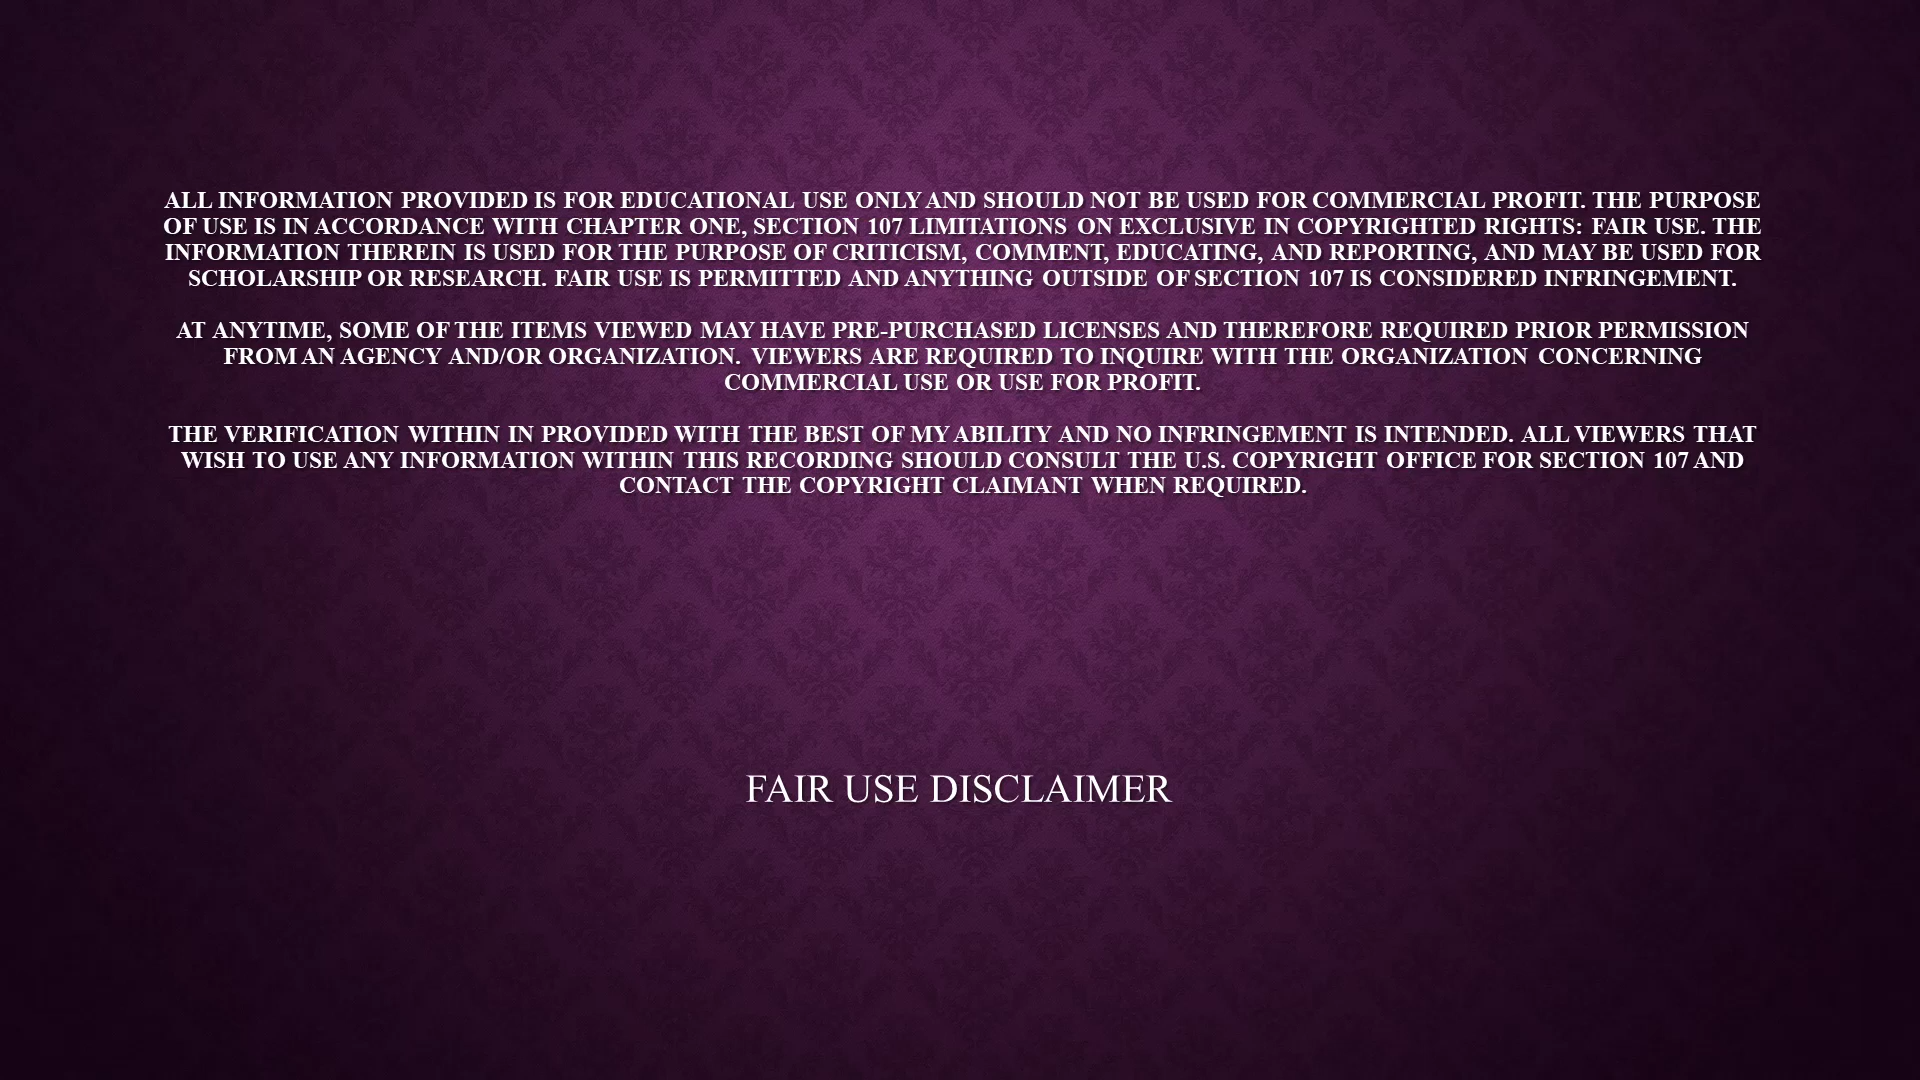 ALL INFORMATION PROVIDED IS FOR EDUCATIONAL USE ONLY AND SHOULD NOT BE USED FOR COMMERCIAL PROFIT. THE PURPOSE
OF USE IS IN ACCORDANCE WITH CHAPTER ONE, SECTION 107 LIMITATIONS ON EXCLUSIVE IN COPYRIGHTED RIGHTS: FAIR USE. THE
INFORMATION THEREIN IS USED FOR THE PURPOSE OF CRITICISM, COMMENT, EDUCATING, AND REPORTING, AND MAY BE USED FOR
SCHOLARSHIP OR RESEARCH. FAIR USE IS PERMITTED AND ANYTHING OUTSIDE OF SECTION 107 IS CONSIDERED INFRINGEMENT.
AT ANYTIME, SOME OF THE ITEMS VIEWED MAY HAVE PRE-PURCHASED LICENSES AND THEREFORE REQUIRED PRIOR PERMISSION
FROM AN AGENCY AND/OR ORGANIZATION. VIEWERS ARE REQUIRED TO INQUIRE WITH THE ORGANIZATION CONCERNING
COMMERCIAL USE OR USE FOR PROFIT.
THE VERIFICATION WITHIN IN PROVIDED WITH THE BEST OF MY ABILITY AND NO INFRINGEMENT IS INTENDED. ALL VIEWERS THAT
WISH TO USE ANY INFORMATION WITHIN THIS RECORDING SHOULD CONSULT THE U.S. COPYRIGHT OFFICE FOR SECTION 107 AND
CONTACT THE COPYRIGHT CLAIMANT WHEN REQUIRED.
FAIR USE DISCLAIMER